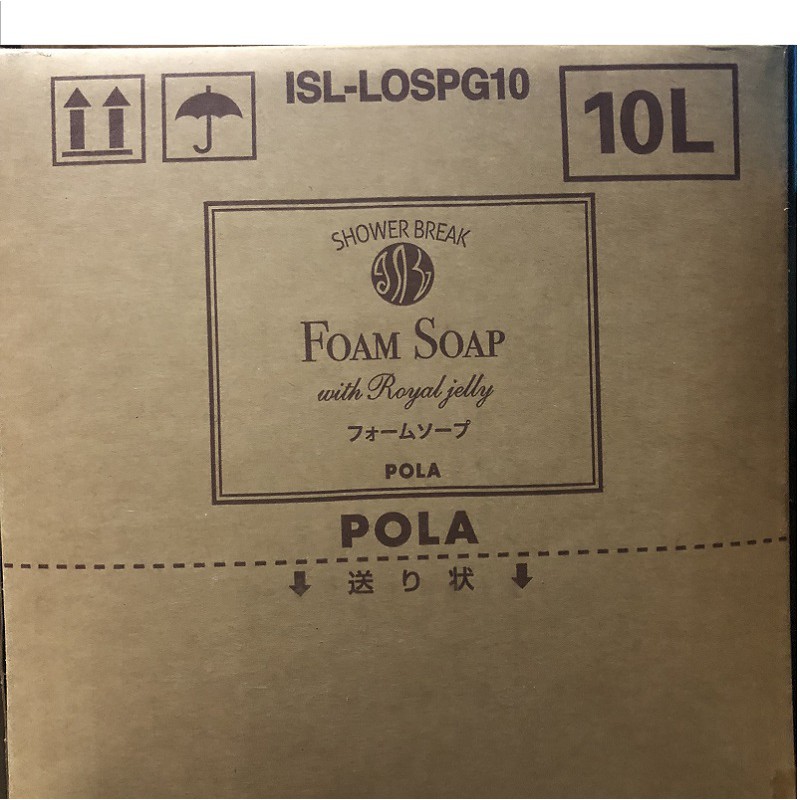 ISL-LOSPG10
10L
SHOWER BREAK
FOAM SOAP
with Royal jelly
フォームソープ
POLA
POLA
送り状